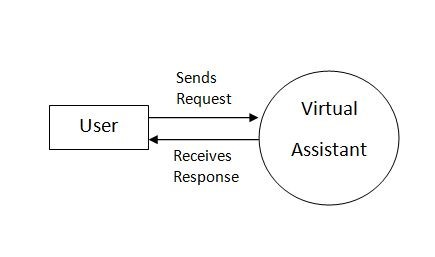 Sends
Request
User
Virtual
Assistant
Receives
Response